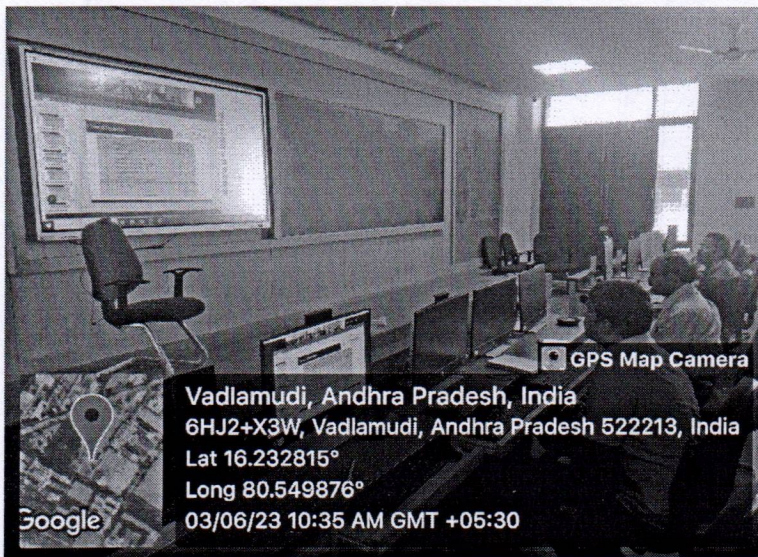 GPS Map Camera
Vadlamudi, Andhra Pradesh, India
6HJ2+X3W, Vadlamudi, Andhra Pradesh 522213, India
Lat 16.232815°
Long 80.549876°
03/06/23 10:35 AM GMT +05:30
Google